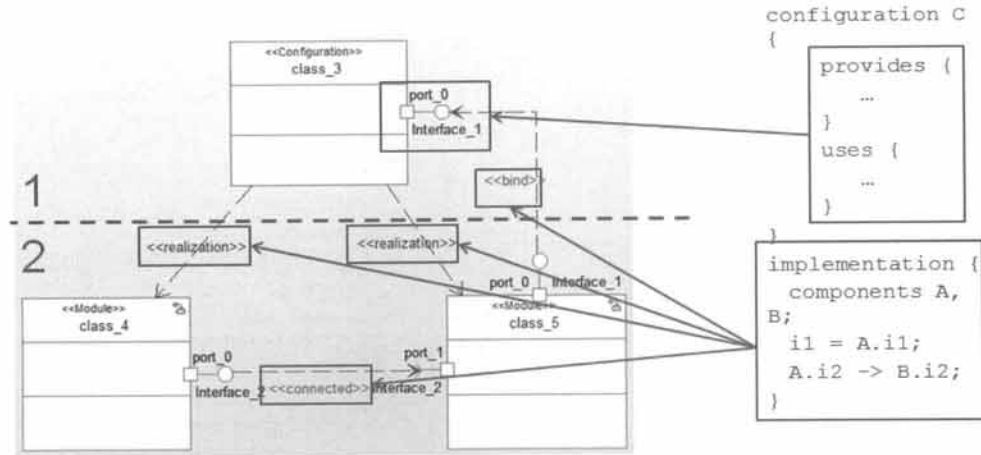 <<Configuration>>
class_3
port_0
Interface_1
<<bind>>
1
2
<<realization>>
<<realization>>
port_0
Interface_1
<<Module>>
class_4
<<Module>>
class_5
port_0
port_1
Interface_2
<<connected>>
Interface_2
configuration C
{
provides {
…
}
uses {
…
}
}
implementation {
components A,
B;
i1 = A.i1;
A.i2 -> B.i2;
}